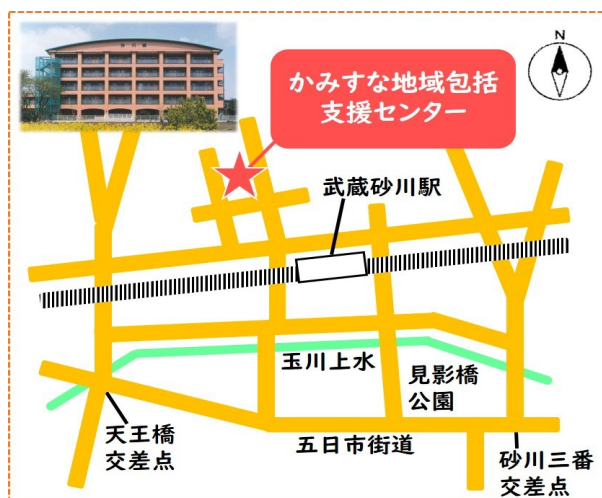 かみすな地域包括
支援センター
N
武蔵砂川駅
玉川上水
見影橋
公園
天王橋
交差点
五日市街道
砂川三番
交差点